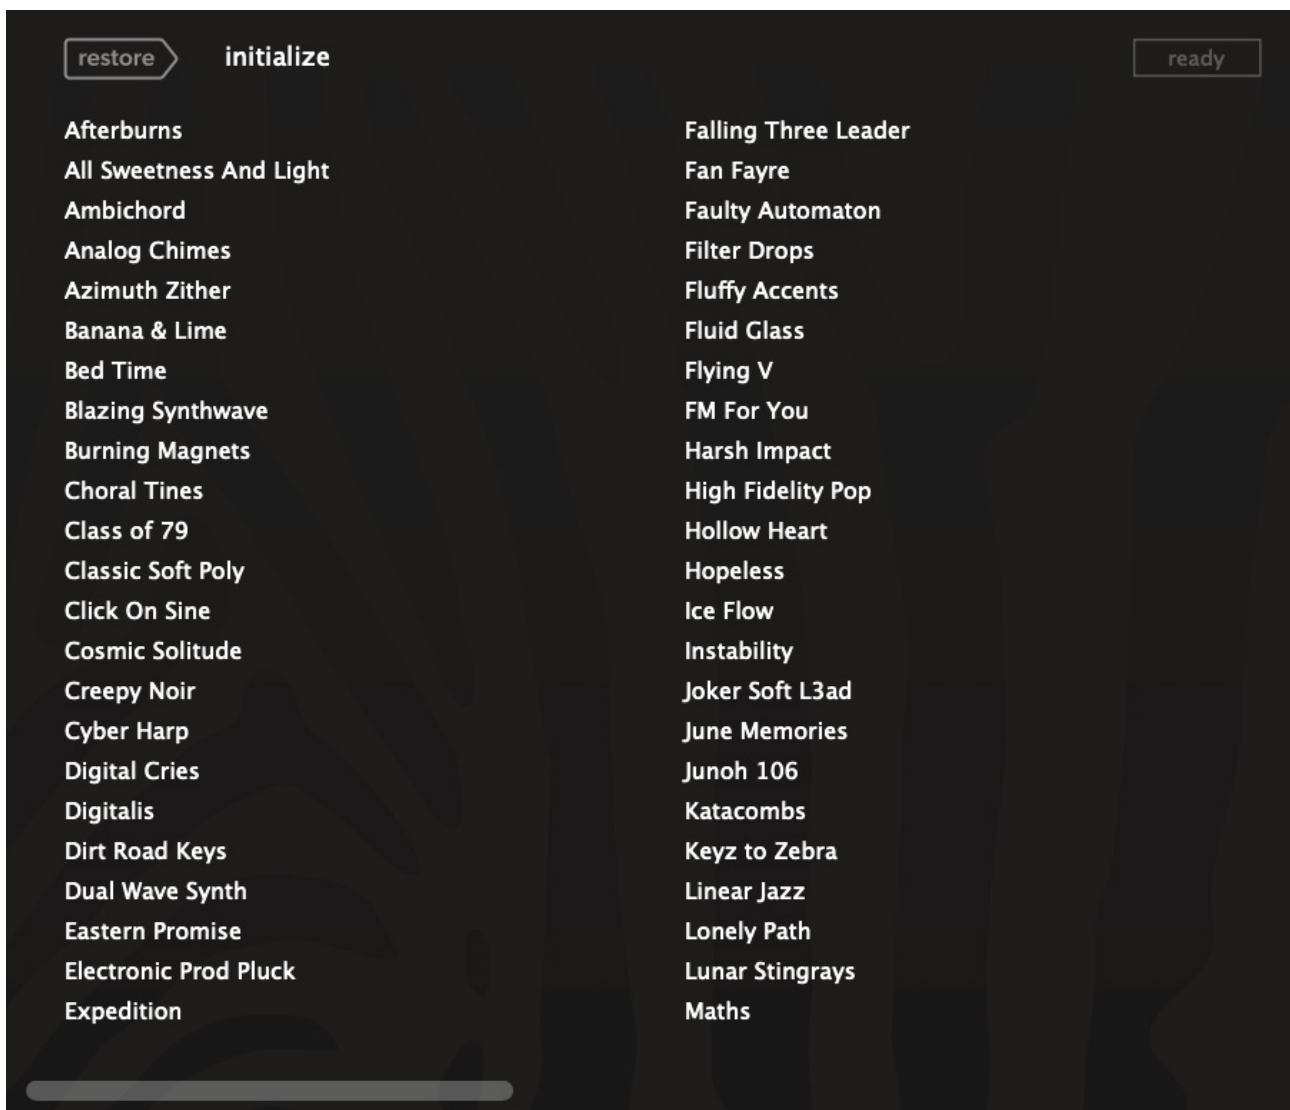 restore
initialize
ready
Afterburns
All Sweetness And Light
Ambichord
Analog Chimes
Azimuth Zither
Banana & Lime
Bed Time
Blazing Synthwave
Burning Magnets
Choral Tines
Class of 79
Classic Soft Poly
Click On Sine
Cosmic Solitude
Creepy Noir
Cyber Harp
Digital Cries
Digitalis
Dirt Road Keys
Dual Wave Synth
Eastern Promise
Electronic Prod Pluck
Expedition
Falling Three Leader
Fan Fayre
Faulty Automaton
Filter Drops
Fluffy Accents
Fluid Glass
Flying V
FM For You
Harsh Impact
High Fidelity Pop
Hollow Heart
Hopeless
Ice Flow
Instability
Joker Soft L3ad
June Memories
Junoh 106
Katacombs
Keyz to Zebra
Linear Jazz
Lonely Path
Lunar Stingrays
Maths